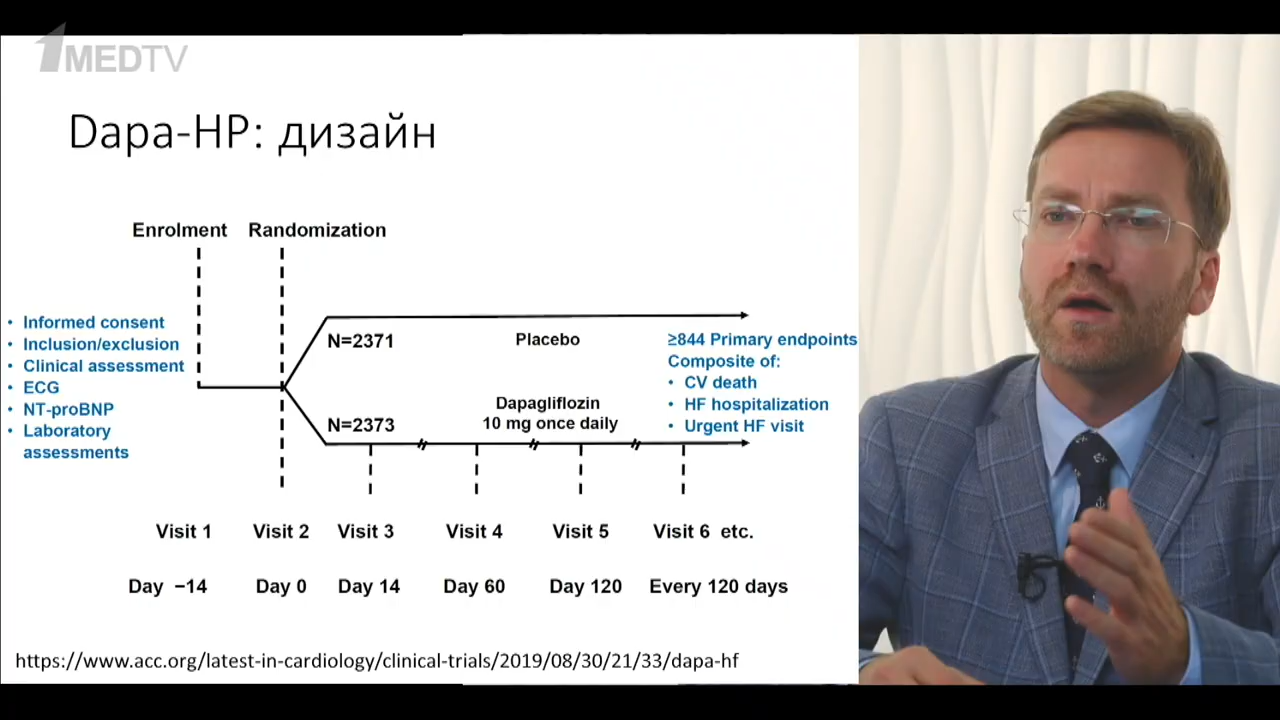 1MEDTV
Dapa-HP: дизайн
Enrolment Randomization
• Informed consent
• Inclusion/exclusion
• Clinical assessment
• ECG
• NT-proBNP
• Laboratory
assessments
N=2371
Placebo
N=2373
Dapagliflozin
10 mg once daily
≥844 Primary endpoints
Composite of:
• CV death
• HF hospitalization
• Urgent HF visit
Visit 1 Visit 2 Visit 3 Visit 4 Visit 5 Visit 6 etc.
Day −14 Day 0 Day 14 Day 60 Day 120 Every 120 days
https://www.acc.org/latest-in-cardiology/clinical-trials/2019/08/30/21/33/dapa-hf